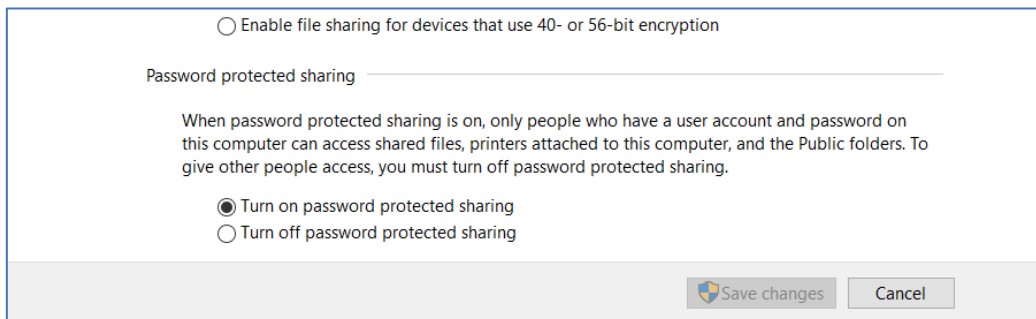 Enable file sharing for devices that use 40- or 56-bit encryption
Password protected sharing
When password protected sharing is on, only people who have a user account and password on
this computer can access shared files, printers attached to this computer, and the Public folders. To
give other people access, you must turn off password protected sharing.
Turn on password protected sharing
Turn off password protected sharing
Save changes
Cancel